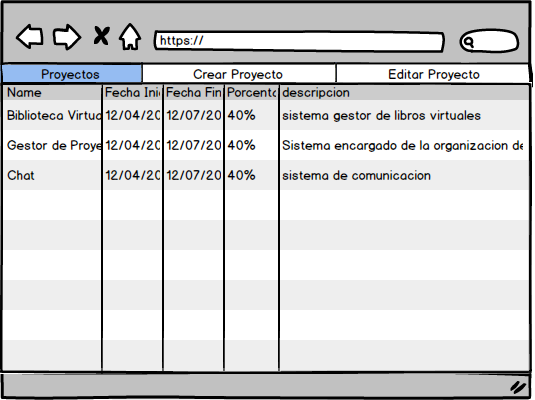 https://
Proyectos Crear Proyecto Editar Proyecto
Name Fecha Ini Fecha Fin Porcenta descripcion
Biblioteca Virtua 12/04/20 12/07/20 40% sistema gestor de libros virtuales
Gestor de Proye 12/04/20 12/07/20 40% Sistema encargado de la organizacion de
Chat 12/04/20 12/07/20 40% sistema de comunicacion